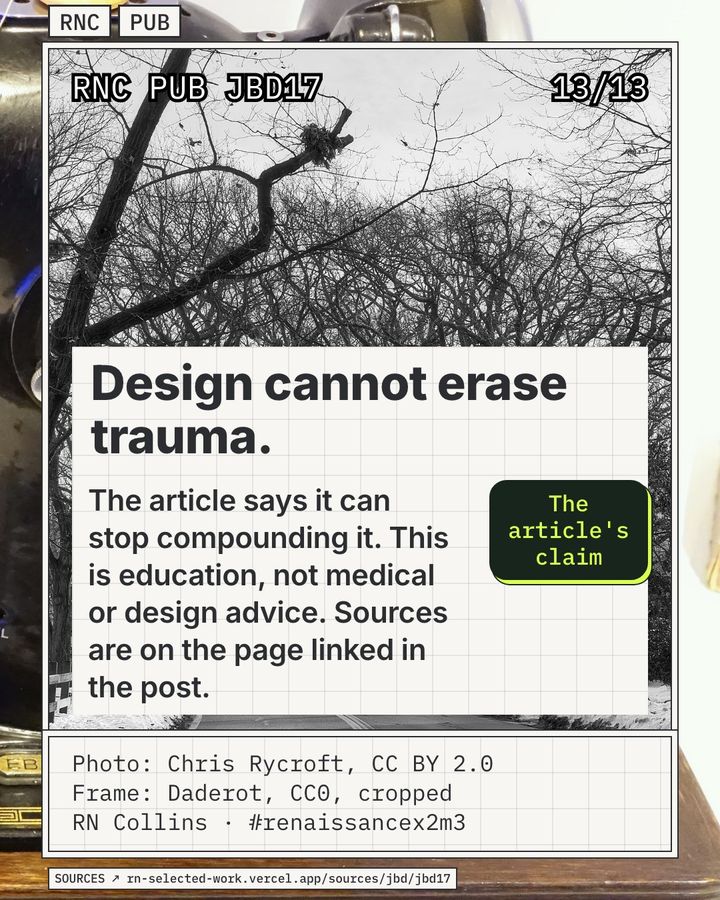 RNC PUB
RNC PUB JBD17 13/13
Design cannot erase
trauma.
The article says it can
stop compounding it. This
is education, not medical
or design advice. Sources
are on the page linked in
the post.
The
article's
claim
Photo: Chris Rycroft, CC BY 2.0
Frame: Daderot, CC0, cropped
RN Collins · #renaissancex2m3
SOURCES ↗ rn-selected-work.vercel.app/sources/jbd/jbd17